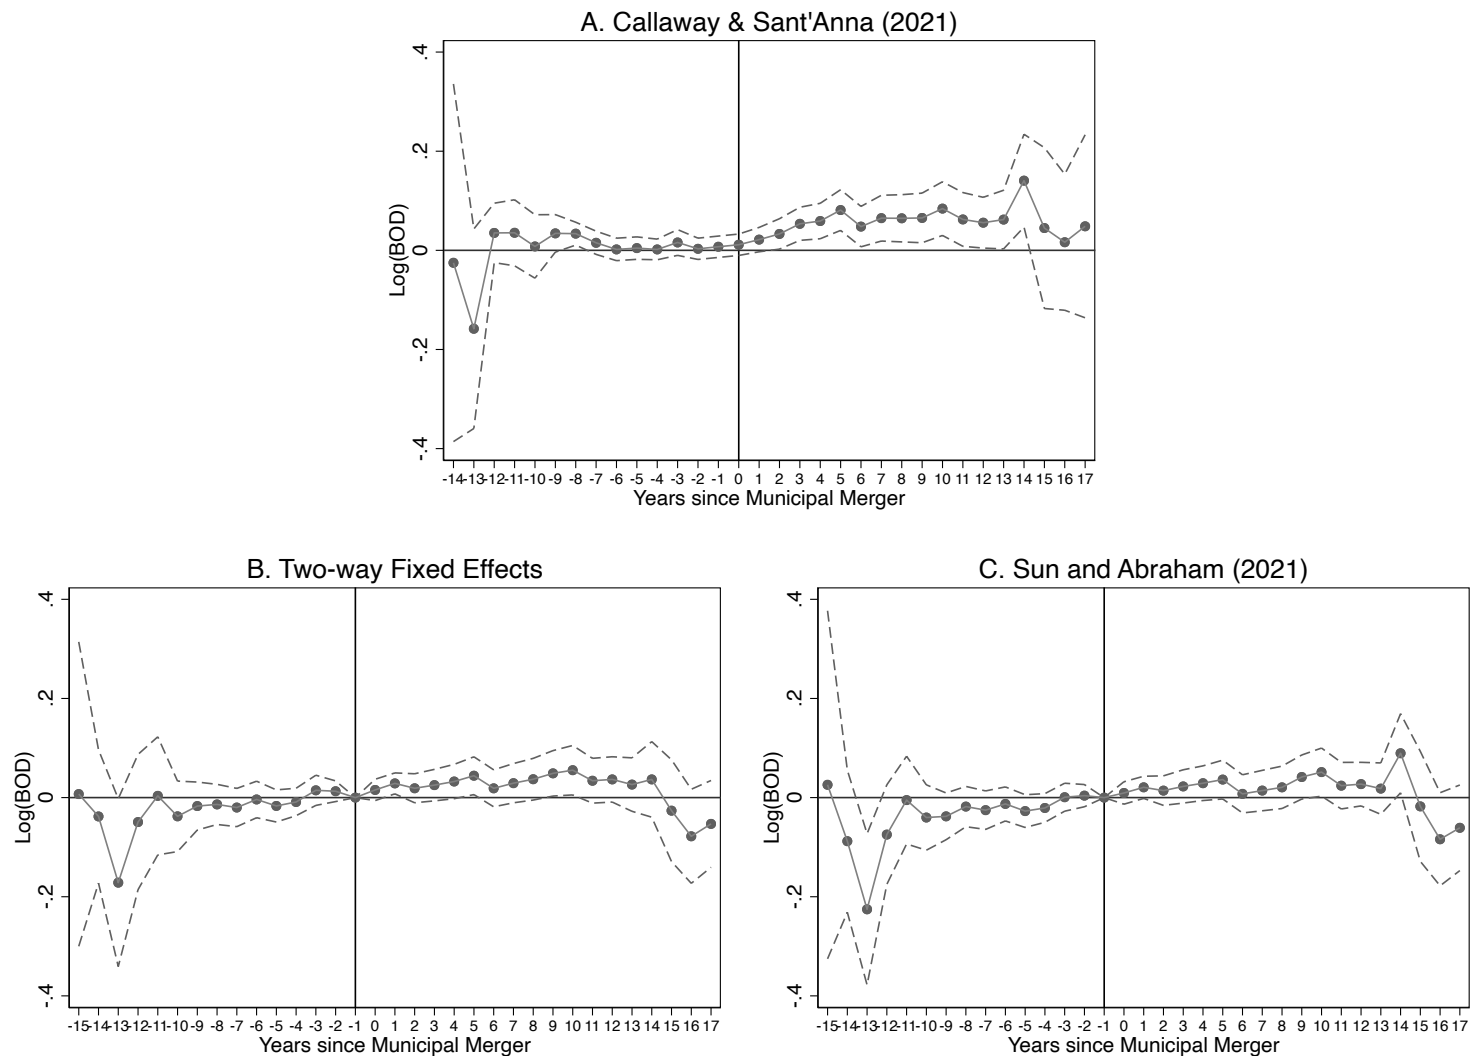 A. Callaway & Sant'Anna (2021)
Log(BOD)
.4
.2
0
-.2
-.4
-14 -13 -12 -11 -10 -9 -8 -7 -6 -5 -4 -3 -2 -1 0 1 2 3 4 5 6 7 8 9 10 11 12 13 14 15 16 17
Years since Municipal Merger
B. Two-way Fixed Effects
Log(BOD)
.4
.2
0
-.2
-.4
-15 -14 -13 -12 -11 -10 -9 -8 -7 -6 -5 -4 -3 -2 -1 0 1 2 3 4 5 6 7 8 9 10 11 12 13 14 15 16 17
Years since Municipal Merger
C. Sun and Abraham (2021)
Log(BOD)
.4
.2
0
-.2
-.4
-15 -14 -13 -12 -11 -10 -9 -8 -7 -6 -5 -4 -3 -2 -1 0 1 2 3 4 5 6 7 8 9 10 11 12 13 14 15 16 17
Years since Municipal Merger